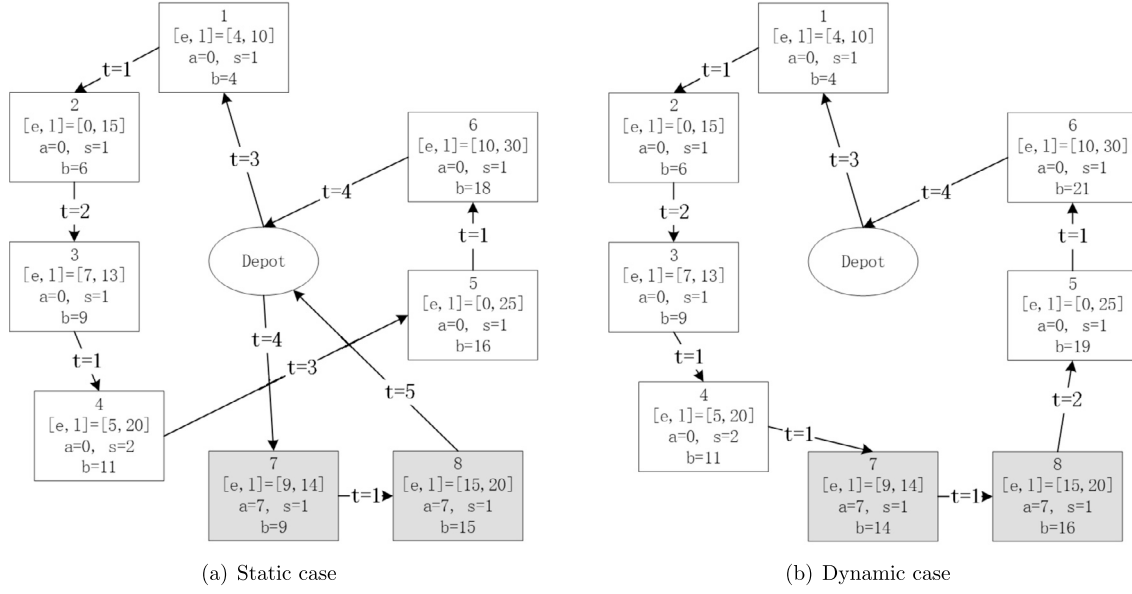 1
[e, l]=[4, 10]
a=0, s=1
b=4
t=1
2
[e, l]=[0, 15]
a=0, s=1
b=6
t=2
3
[e, l]=[7, 13]
a=0, s=1
b=9
t=1
4
[e, l]=[5, 20]
a=0, s=2
b=11
t=3
5
[e, l]=[0, 25]
a=0, s=1
b=16
t=1
6
[e, l]=[10, 30]
a=0, s=1
b=18
t=4
Depot
t=3
t=4
7
[e, l]=[9, 14]
a=7, s=1
b=9
t=1
8
[e, l]=[15, 20]
a=7, s=1
b=15
t=5
(a) Static case
1
[e, l]=[4, 10]
a=0, s=1
b=4
t=1
2
[e, l]=[0, 15]
a=0, s=1
b=6
t=2
3
[e, l]=[7, 13]
a=0, s=1
b=9
t=1
4
[e, l]=[5, 20]
a=0, s=2
b=11
t=1
7
[e, l]=[9, 14]
a=7, s=1
b=14
t=1
8
[e, l]=[15, 20]
a=7, s=1
b=16
t=2
5
[e, l]=[0, 25]
a=0, s=1
b=19
t=1
6
[e, l]=[10, 30]
a=0, s=1
b=21
t=4
Depot
t=3
(b) Dynamic case